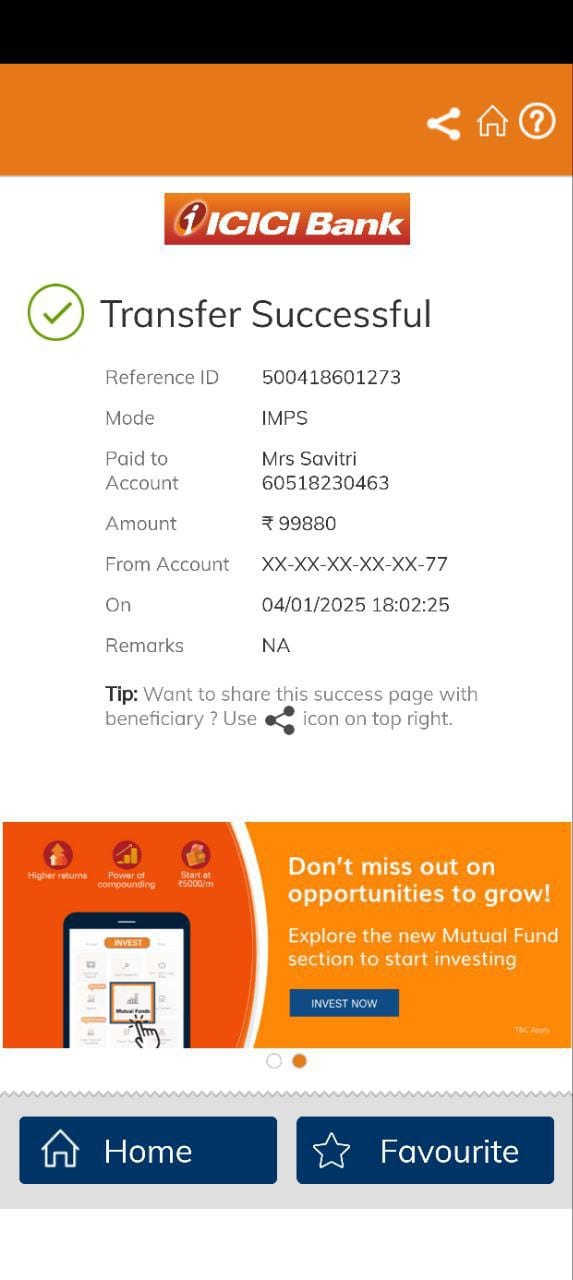 ICICI Bank
Transfer Successful
Reference ID 500418601273
Mode IMPS
Paid to Mrs Savitri
Account 60518230463
Amount ₹ 99880
From Account XX-XX-XX-XX-XX-77
On 04/01/2025 18:02:25
Remarks NA
Tip: Want to share this success page with
beneficiary ? Use icon on top right.
Higher returns
Power of
compounding
Start at
₹5000/m
INVEST
Mutual Funds
Don't miss out on
opportunities to grow!
Explore the new Mutual Fund
section to start investing
INVEST NOW
T&C Apply
Home
Favourite